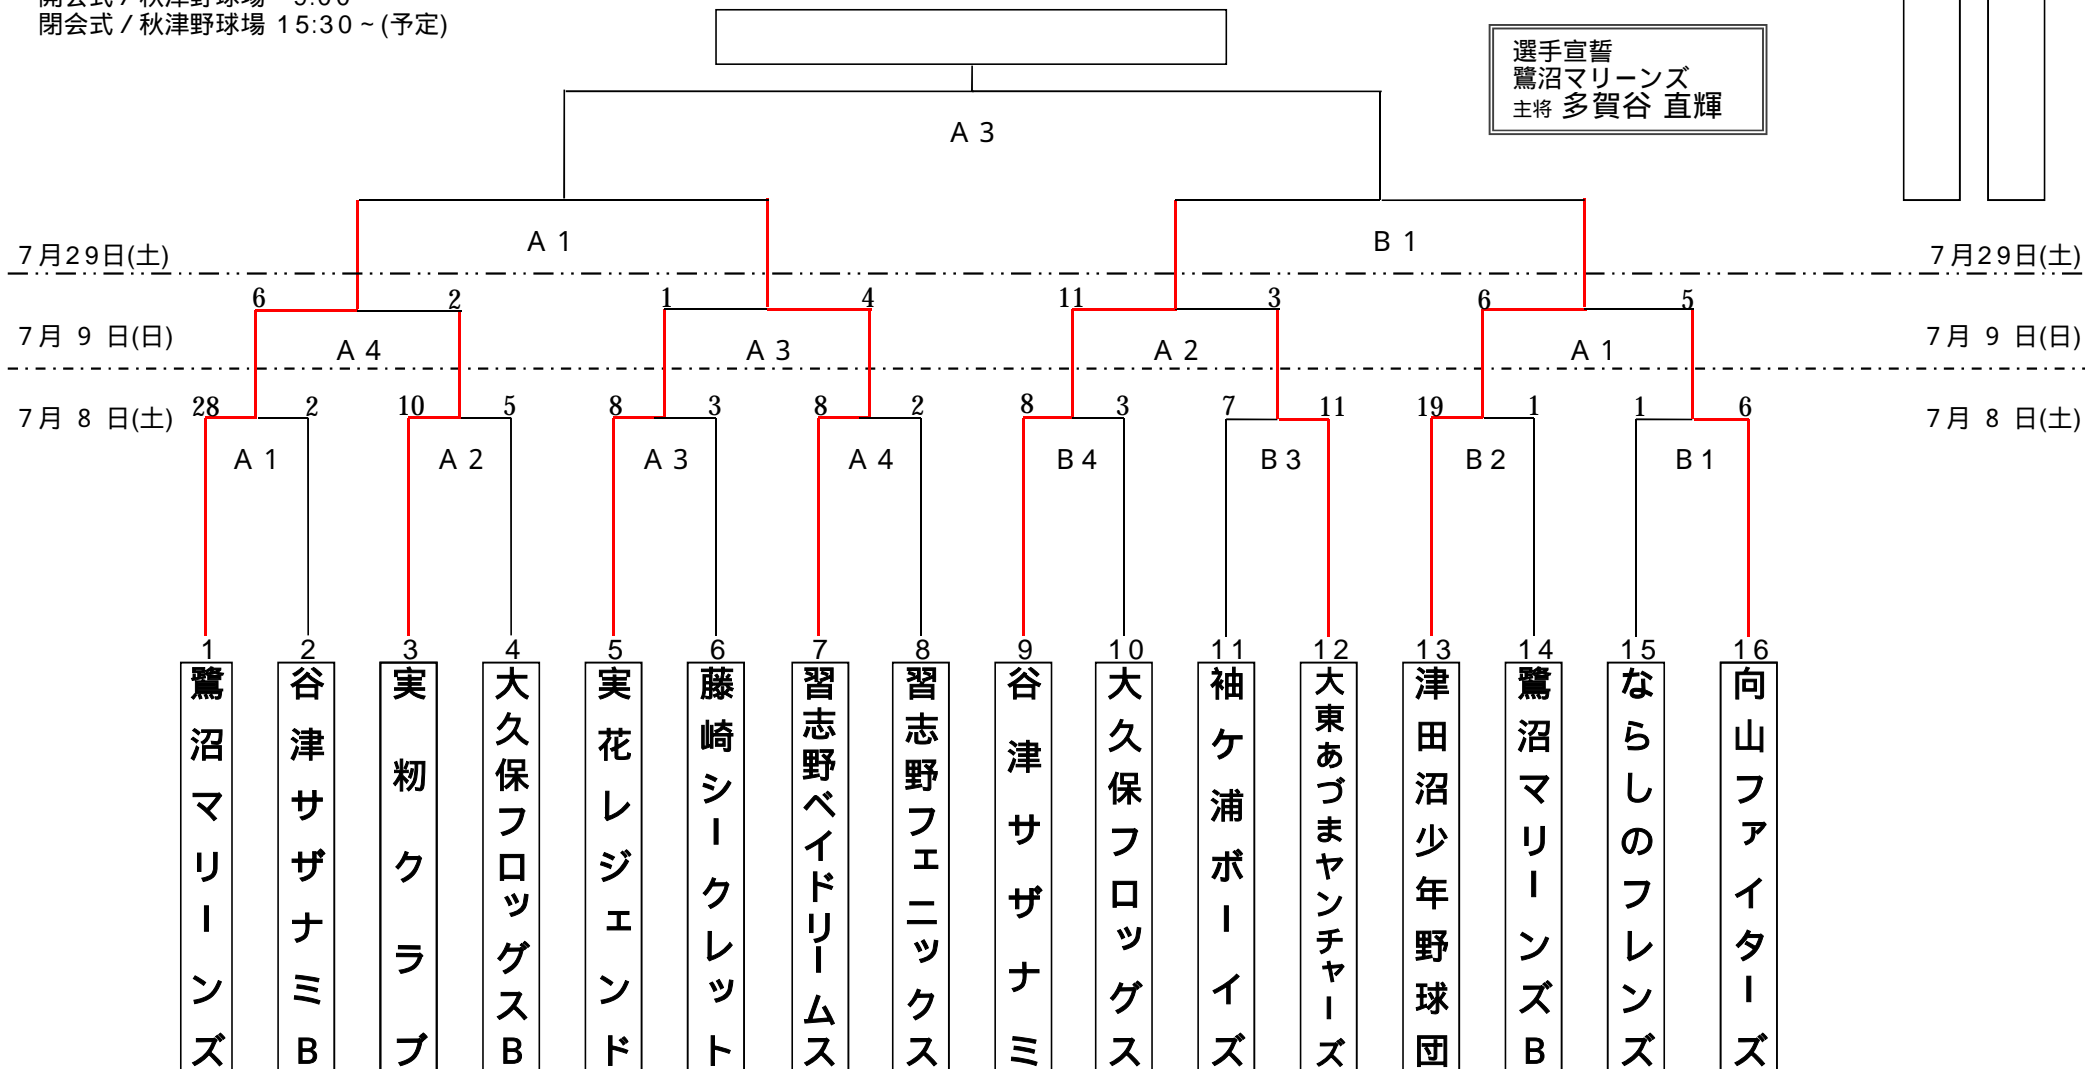 閉会式 / 秋津野球場 15:30 ~ (予定)
選手宣誓
鷺沼マリーンズ
主将 多賀谷 直輝
A 3
A 1
B 1
7月29日(土)
7月29日(土)
6 2 1 4 11 3 6 5
7月 9 日(日)
7月 9 日(日)
A 4
A 3
A 2
A 1
28 2 10 5 8 3 8 2 8 3 7 11 19 1 1 6
7月 8 日(土)
7月 8 日(土)
A 1
A 2
A 3
A 4
B 4
B 3
B 2
B 1
1 2 3 4 5 6 7 8 9 10 11 12 13 14 15 16
鷺沼マリーンズ
谷津サザナミB
実籾クラブ
大久保フロッグスB
実花レジェンド
藤崎シークレット
習志野ベイドリームス
習志野フェニックス
谷津サザナミ
大久保フロッグス
袖ケ浦ボーイズ
大東あづまヤンチャーズ
津田沼少年野球団
鷺沼マリーンズB
ならしのフレンズ
向山ファイターズ